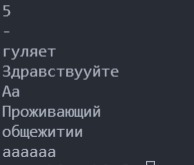 5
-
гуляет
Здравствууйте
Аа
Проживающий
общежитии
аааааа